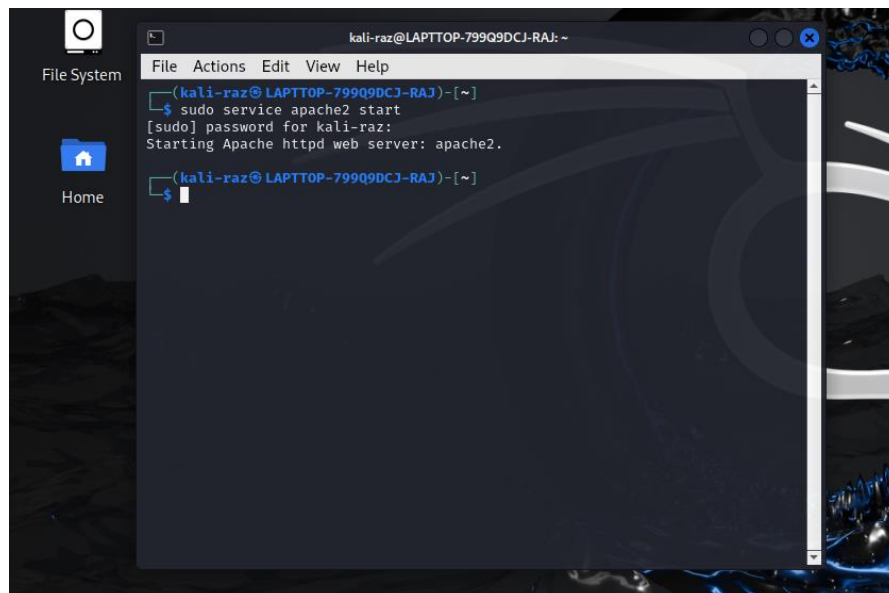 kali-raz@LAPTTOP-799Q9DCJ-RAJ: ~
File System
File Actions Edit View Help
┌──(kali-raz㉿LAPTTOP-799Q9DCJ-RAJ)-[~]
└─$ sudo service apache2 start
[sudo] password for kali-raz:
Starting Apache httpd web server: apache2.
┌──(kali-raz㉿LAPTTOP-799Q9DCJ-RAJ)-[~]
└─$
Home